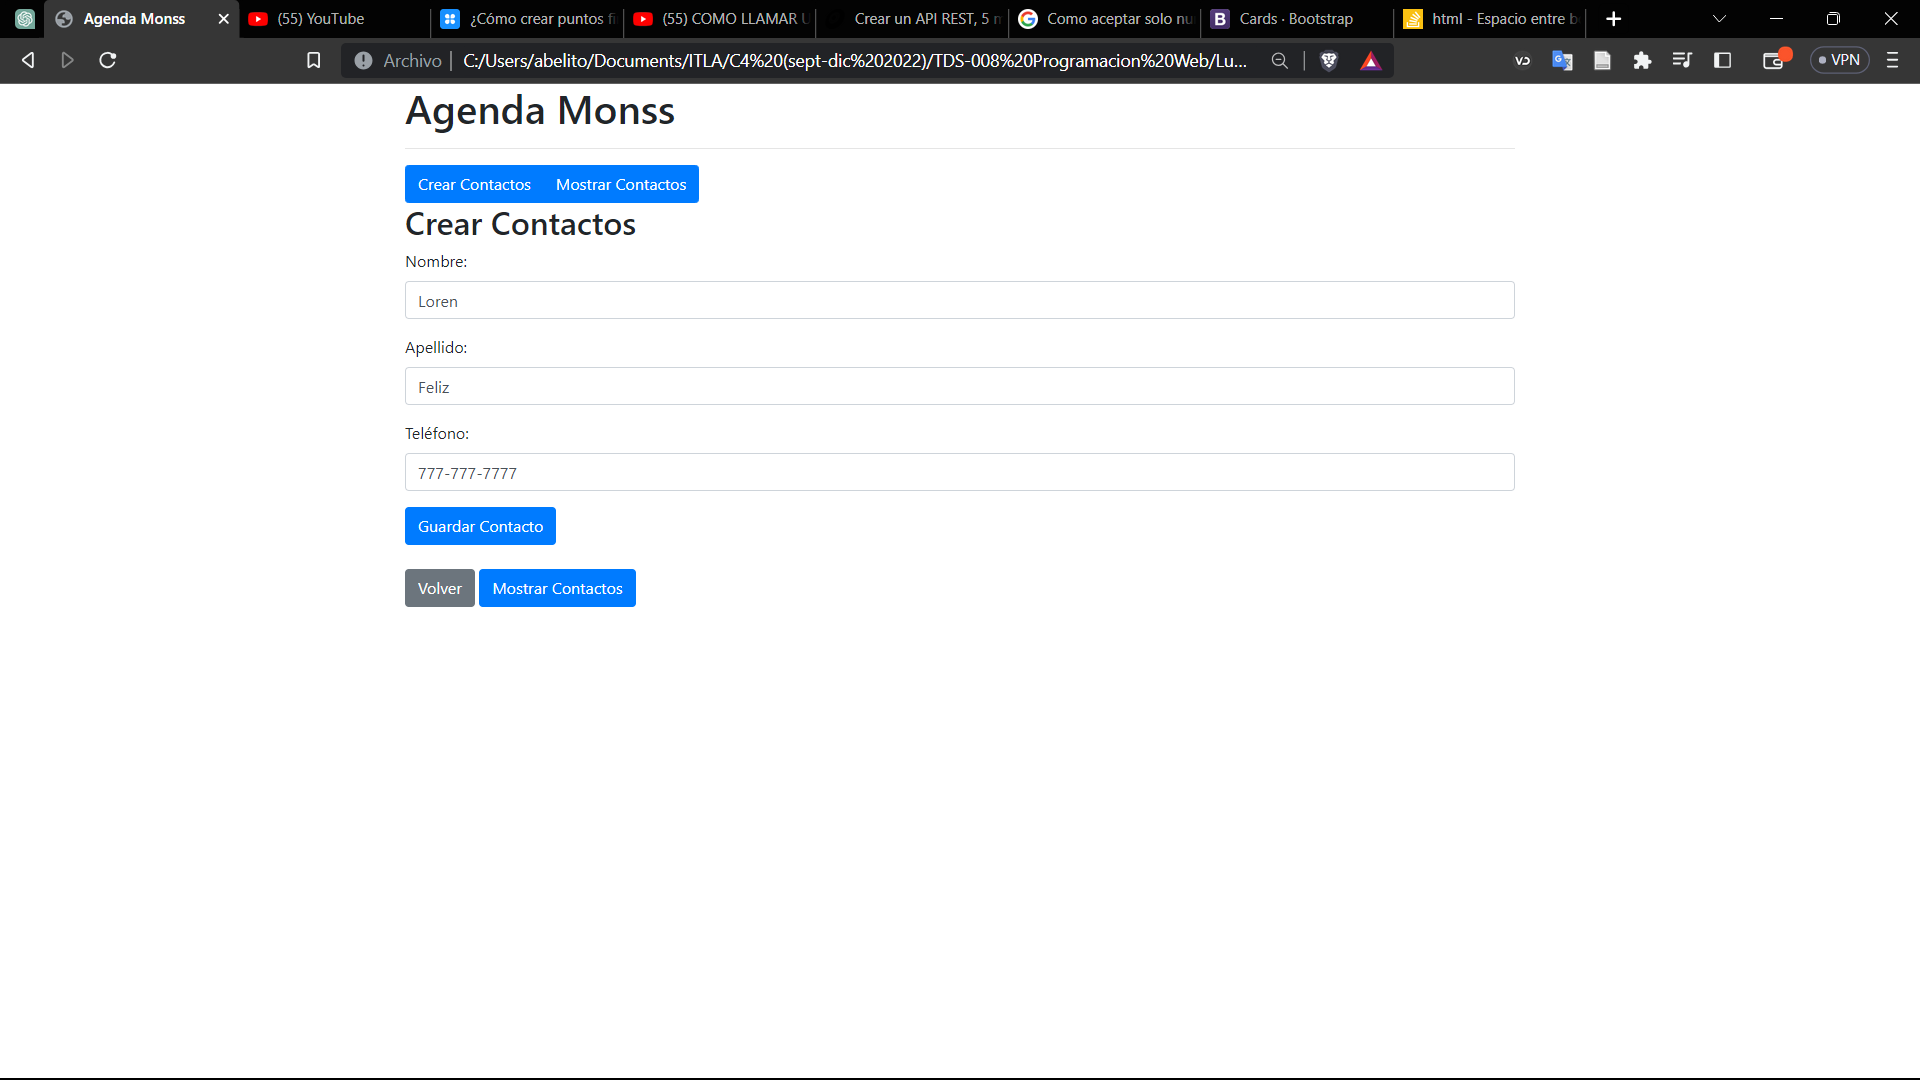 Agenda Monss
(55) YouTube
¿Cómo crear puntos fi
(55) COMO LLAMAR U
Crear un API REST, 5 m
Como aceptar solo nu
Cards · Bootstrap
html - Espacio entre b
Archivo
C:/Users/abelito/Documents/ITLA/C4%20(sept-dic%202022)/TDS-008%20Programacion%20Web/Lu...
VPN
Agenda Monss
Crear Contactos Mostrar Contactos
Crear Contactos
Nombre:
Loren
Apellido:
Feliz
Teléfono:
777-777-7777
Guardar Contacto
Volver Mostrar Contactos